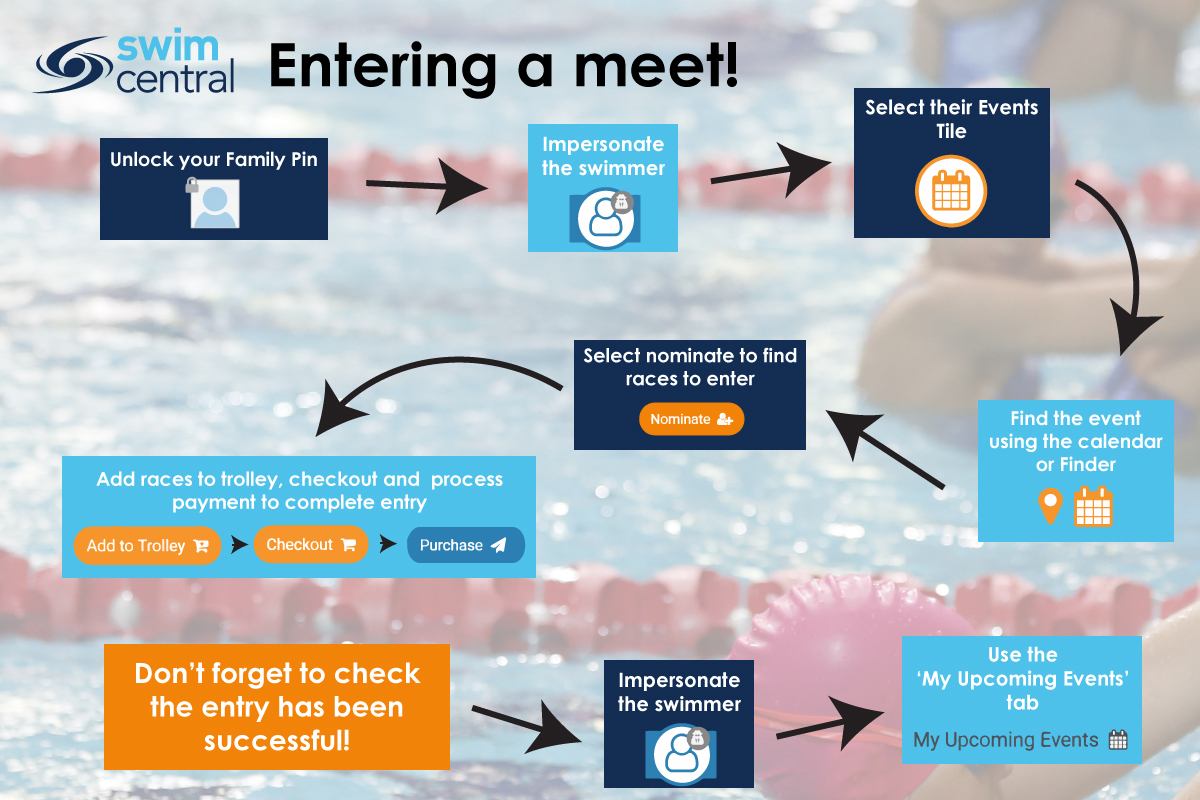 swim
central
Entering a meet!
Unlock your Family Pin
Impersonate
the swimmer
Select their Events
Tile
Find the event
using the calendar
or Finder
Select nominate to find
races to enter
Nominate
Add races to trolley, checkout and process
payment to complete entry
Add to Trolley
Checkout
Purchase
Don't forget to check
the entry has been
successful!
Impersonate
the swimmer
Use the
'My Upcoming Events'
tab
My Upcoming Events